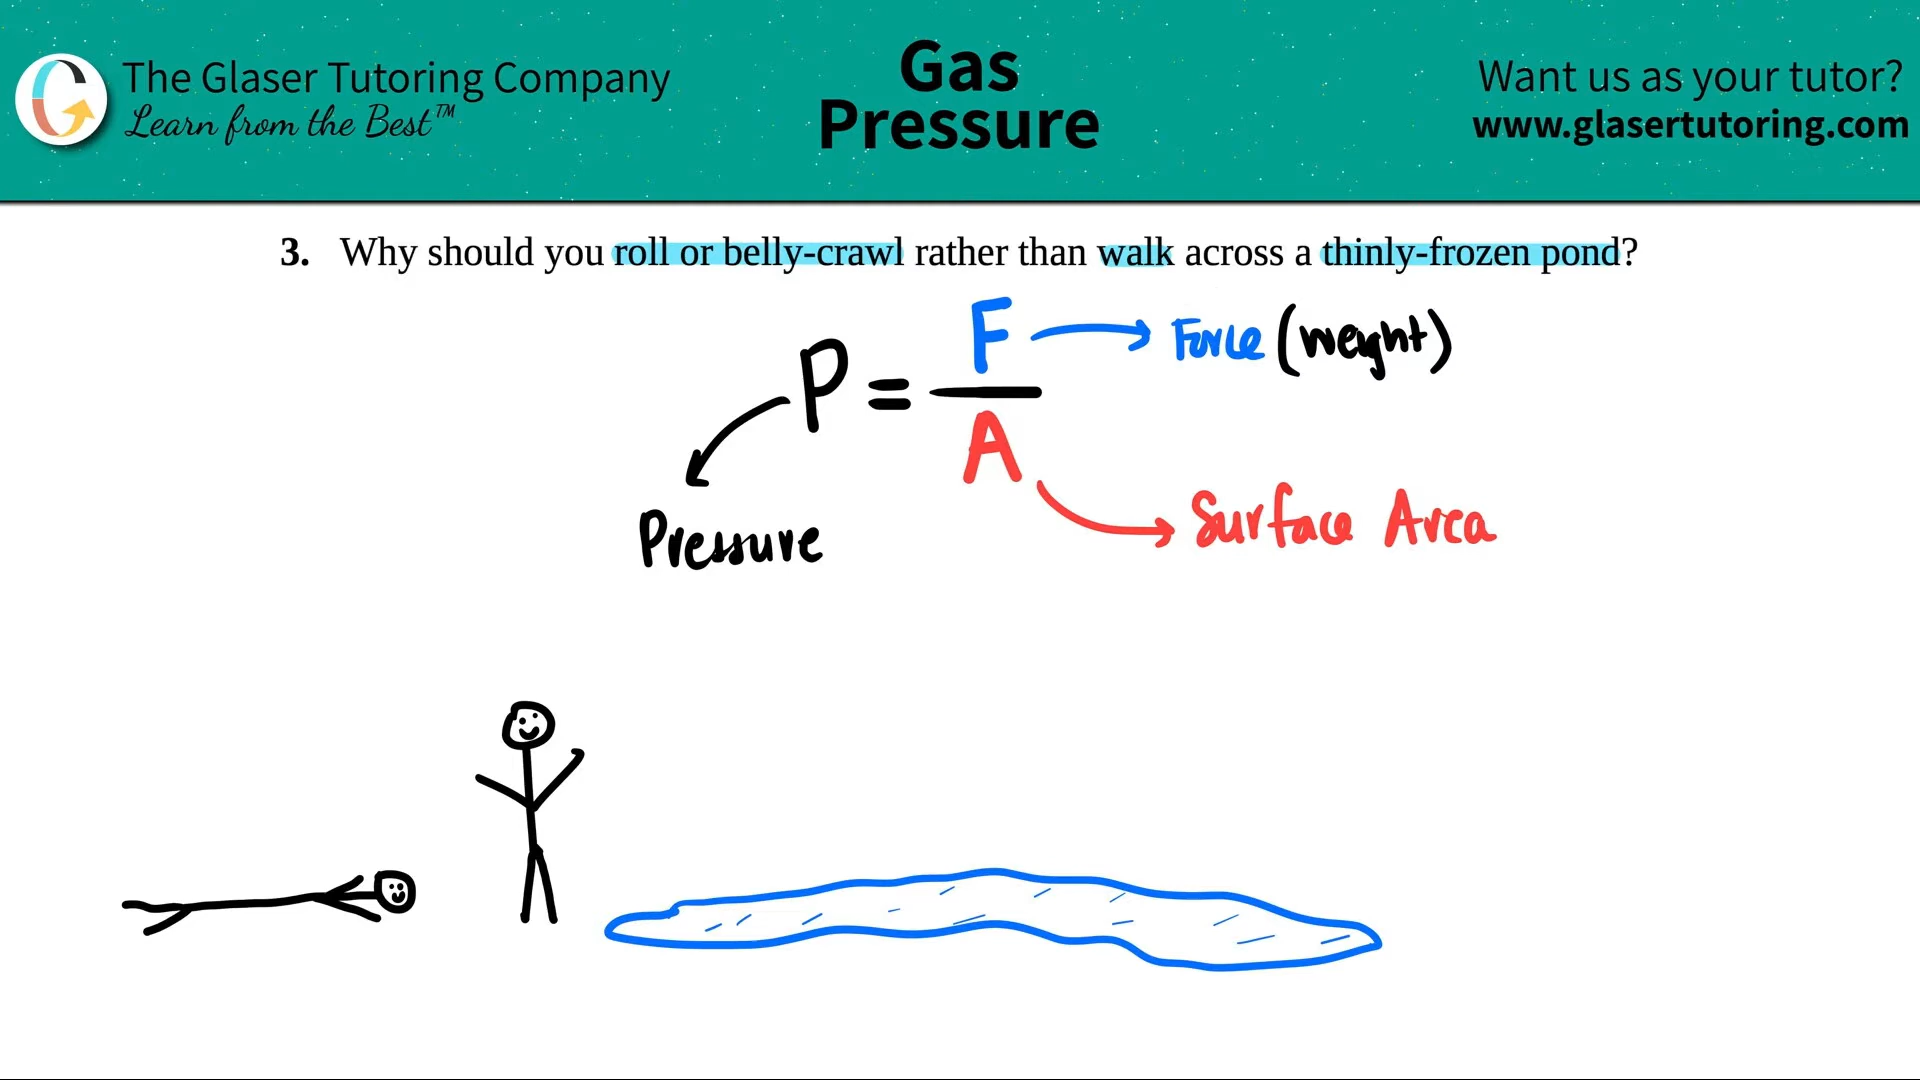 The Glaser Tutoring Company
Learn from the Best™
Gas
Pressure
Want us as your tutor?
www.glasertutoring.com
3. Why should you roll or belly-crawl rather than walk across a thinly-frozen pond?
P = F / A
Force (weight)
Surface Area
Pressure